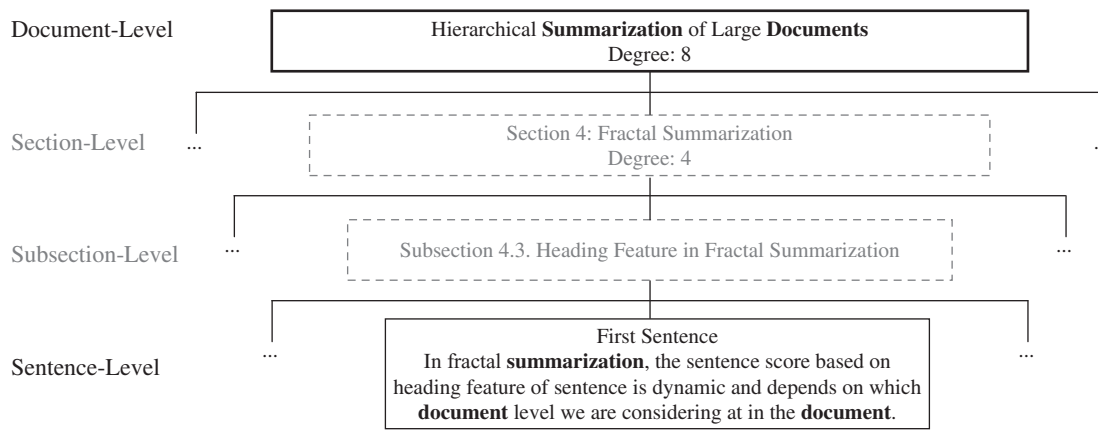 Document-Level
Hierarchical Summarization of Large Documents
Degree: 8
Section-Level
...
Section 4: Fractal Summarization
Degree: 4
Subsection-Level
...
Subsection 4.3. Heading Feature in Fractal Summarization
...
Sentence-Level
...
First Sentence
In fractal summarization, the sentence score based on
heading feature of sentence is dynamic and depends on which
document level we are considering at in the document.
...